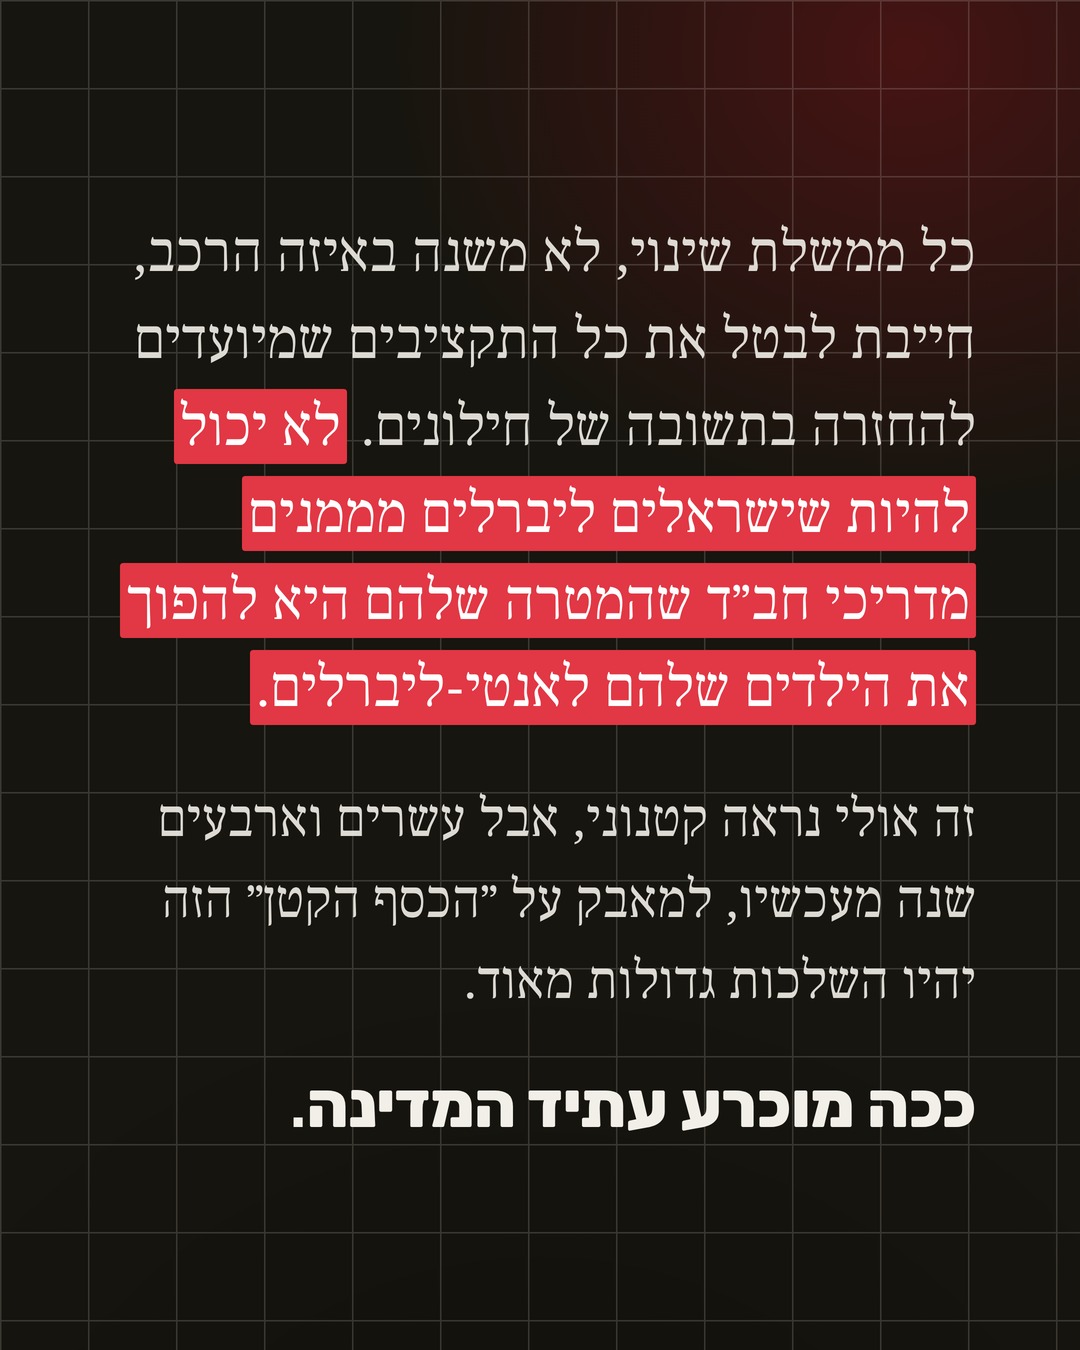 כל ממשלת שינוי, לא משנה באיזה הרכב,
חייבת לבטל את כל התקציבים שמיועדים
להחזרה בתשובה של חילונים. לא יכול
להיות שישראלים ליברלים מממנים
מדריכי חב״ד שהמטרה שלהם היא להפוך
את הילדים שלהם לאנטי-ליברלים.
זה אולי נראה קטנוני, אבל עשרים וארבעים
שנה מעכשיו, למאבק על ״הכסף הקטן״ הזה
יהיו השלכות גדולות מאוד.
ככה מוכרע עתיד המדינה.